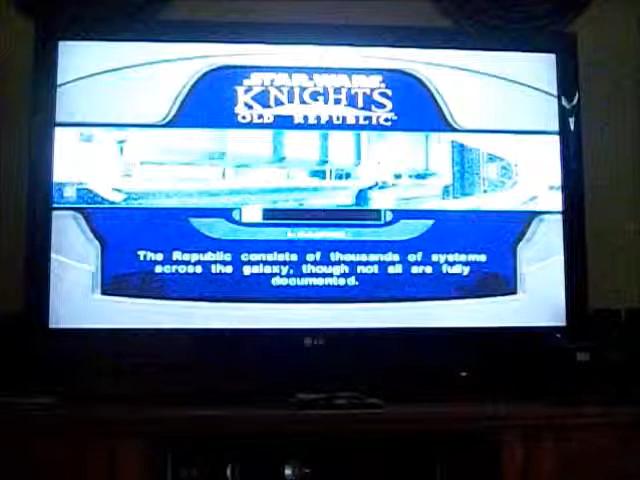 STAR WARS
KNIGHTS
OLD REPUBLIC
The Republic consists of thousands of systems
across the galaxy, though not all are fully
documented.
LG